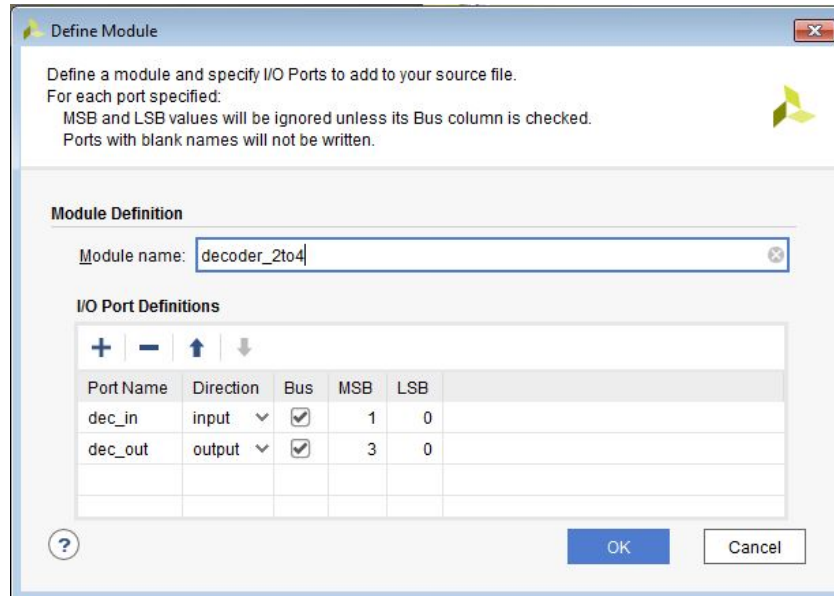 Define Module
Define a module and specify I/O Ports to add to your source file.
For each port specified:
MSB and LSB values will be ignored unless its Bus column is checked.
Ports with blank names will not be written.
Module Definition
Module name: decoder_2to4
I/O Port Definitions
Port Name Direction Bus MSB LSB
dec_in input 1 0
dec_out output 3 0
? OK Cancel